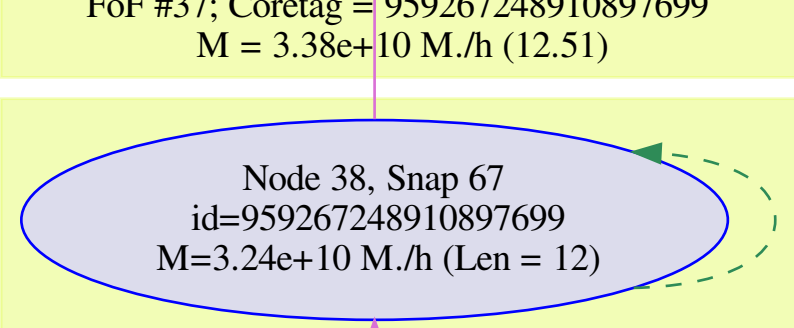 FoF #37; Coretag = 959267248910897699
M = 3.38e+10 M./h (12.51)
Node 38, Snap 67
id=959267248910897699
M=3.24e+10 M./h (Len = 12)